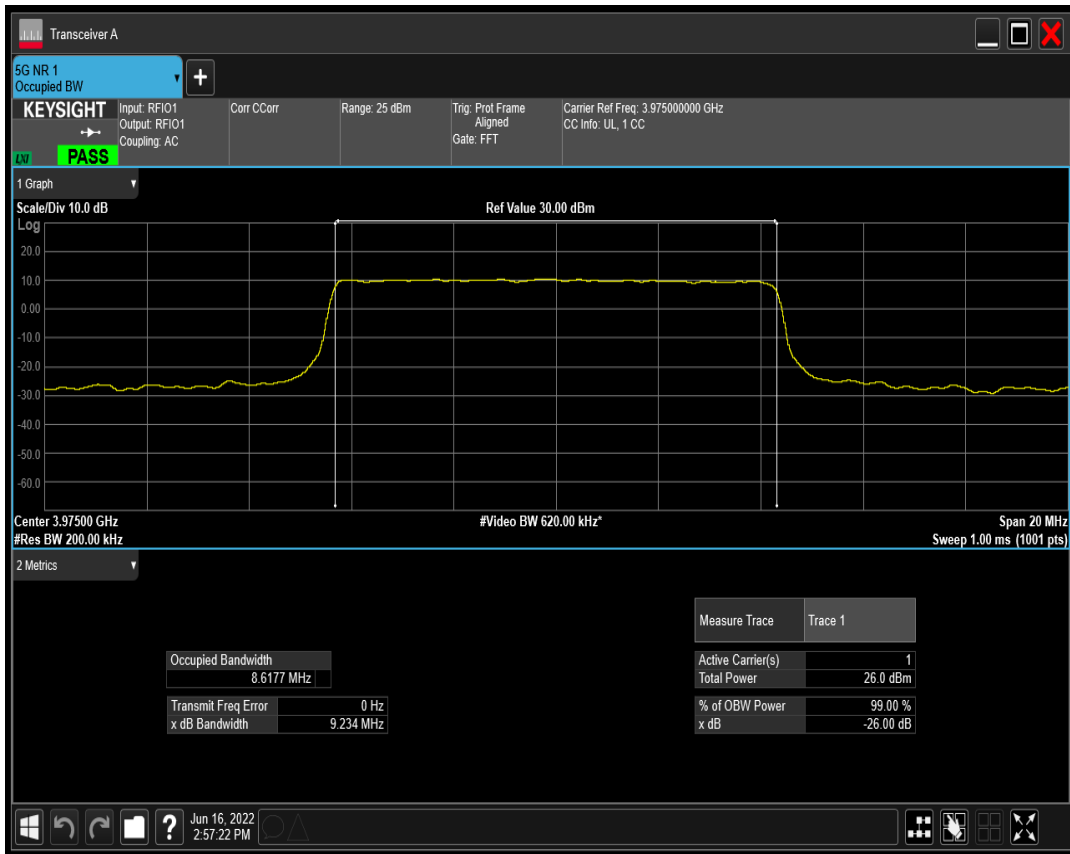 Transceiver A
5G NR 1
Occupied BW
+
KEYSIGHT
Input: RFIO1
Output: RFIO1
Coupling: AC
Corr CCorr
Range: 25 dBm
Trig: Prot Frame
Aligned
Gate: FFT
Carrier Ref Freq: 3.975000000 GHz
CC Info: UL, 1 CC
LXI
PASS
1 Graph
Scale/Div 10.0 dB
Ref Value 30.00 dBm
Log
20.0
10.0
0.00
-10.0
-20.0
-30.0
-40.0
-50.0
-60.0
Center 3.97500 GHz
#Video BW 620.00 kHz*
Span 20 MHz
#Res BW 200.00 kHz
Sweep 1.00 ms (1001 pts)
2 Metrics
Measure Trace Trace 1
Occupied Bandwidth
8.6177 MHz
Active Carrier(s) 1
Total Power 26.0 dBm
Transmit Freq Error 0 Hz
x dB Bandwidth 9.234 MHz
% of OBW Power 99.00 %
x dB -26.00 dB
?
Jun 16, 2022
2:57:22 PM